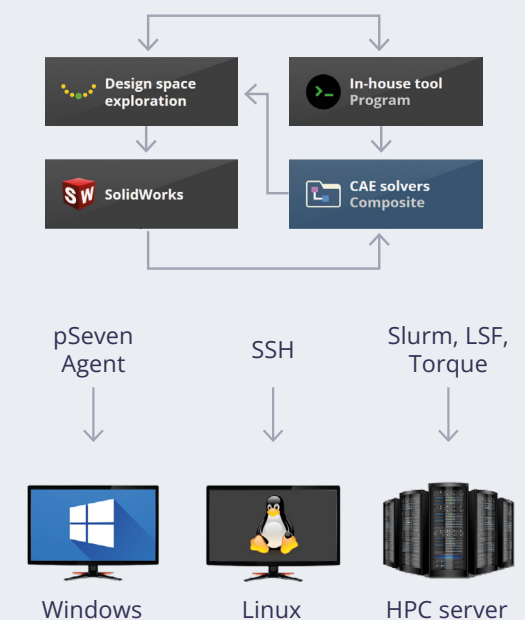 Design space
exploration
In-house tool
Program
>_
SW
SolidWorks
CAE solvers
Composite
pSeven
Agent
SSH
Slurm, LSF,
Torque
Windows
Linux
HPC server